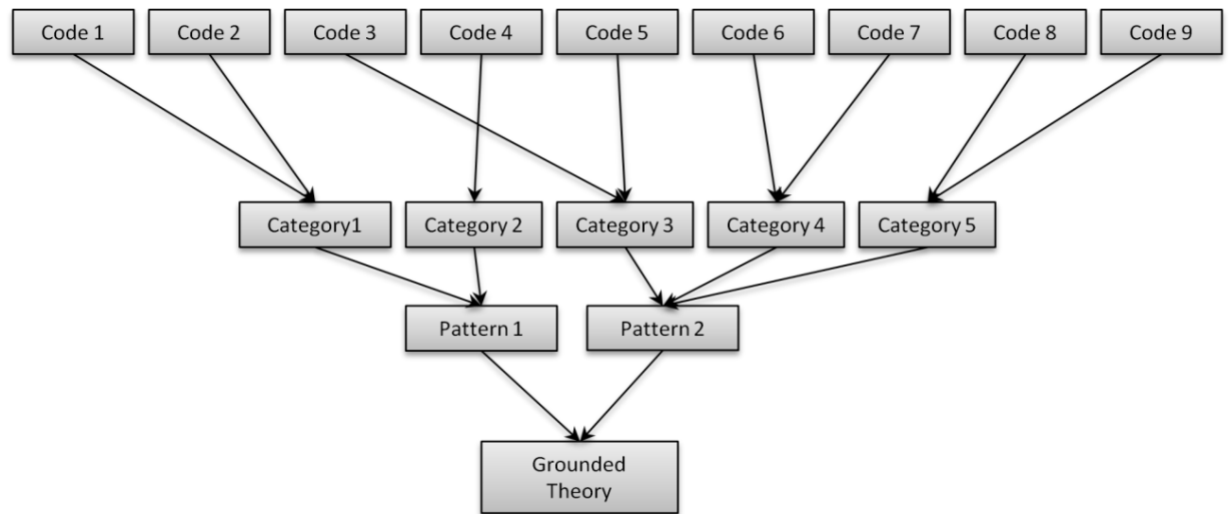 Code 1
Code 2
Code 3
Code 4
Code 5
Code 6
Code 7
Code 8
Code 9
Category1
Category 2
Category 3
Category 4
Category 5
Pattern 1
Pattern 2
Grounded
Theory